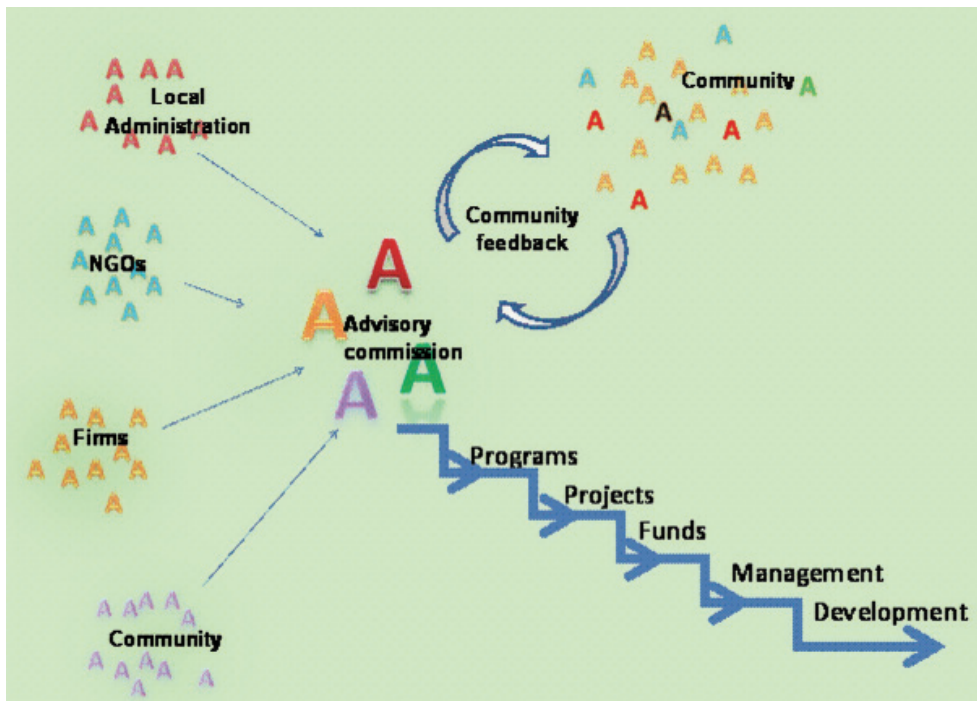 Local
Administration
NGOs
Firms
Community
Advisory
commission
Community
feedback
Community
Programs
Projects
Funds
Management
Development